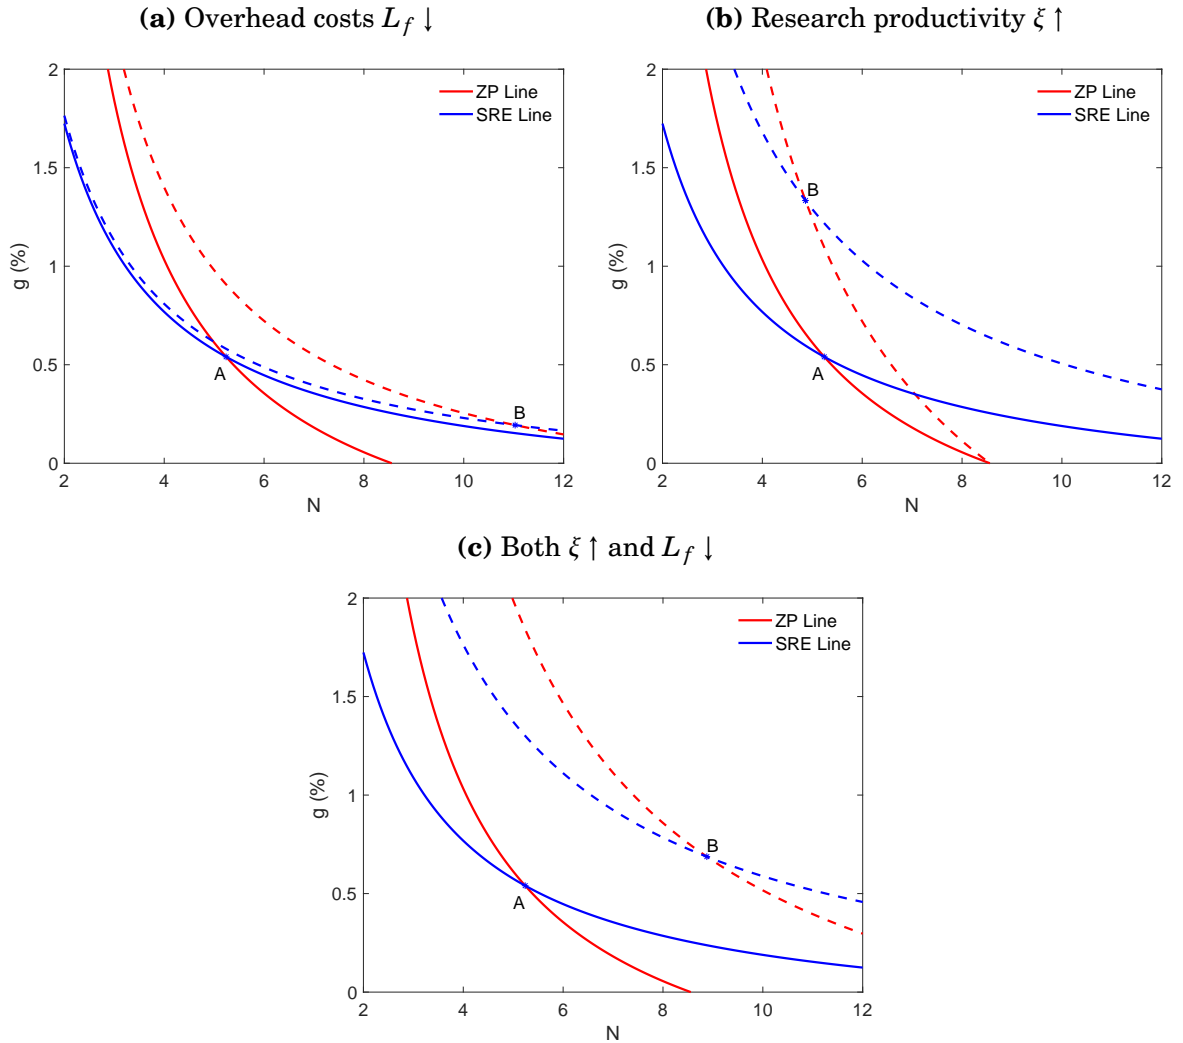 (a) Overhead costs L_f ↓
2
1.5
1
0.5
0
g (%)
2 4 6 8 10 12
N
ZP Line
SRE Line
A
B
(b) Research productivity ξ ↑
2
1.5
1
0.5
0
g (%)
2 4 6 8 10 12
N
ZP Line
SRE Line
B
A
(c) Both ξ ↑ and L_f ↓
2
1.5
1
0.5
0
g (%)
2 4 6 8 10 12
N
ZP Line
SRE Line
B
A